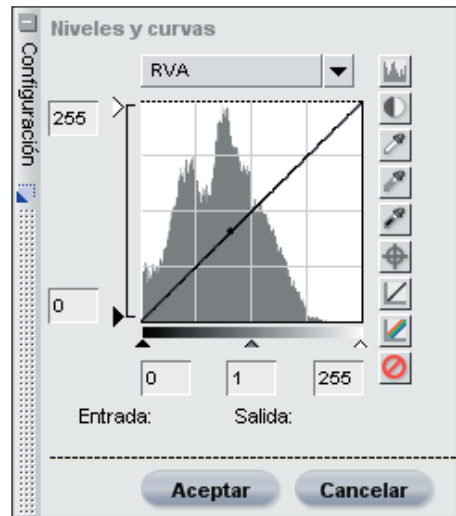 Niveles y curvas
Configuración
RVA
255
0
0 1 255
Entrada: Salida:
Aceptar Cancelar